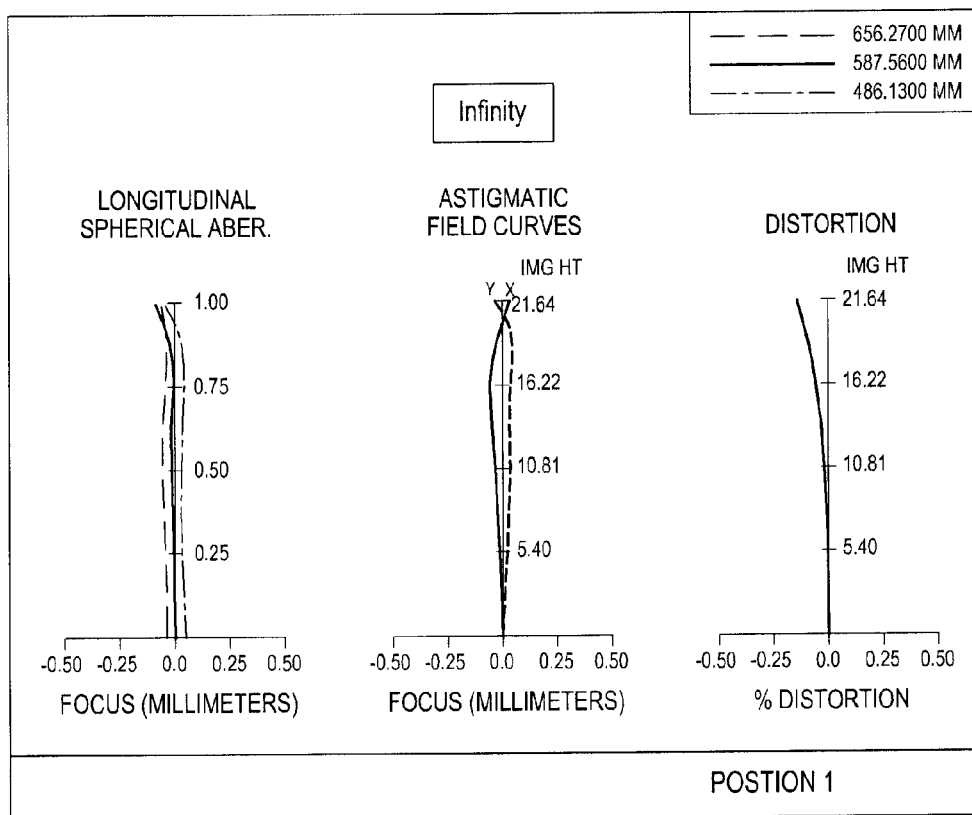 656.2700 MM
587.5600 MM
486.1300 MM
Infinity
LONGITUDINAL
SPHERICAL ABER.
1.00
0.75
0.50
0.25
-0.50 -0.25 0.0 0.25 0.50
FOCUS (MILLIMETERS)
ASTIGMATIC
FIELD CURVES
IMG HT
Y X
21.64
16.22
10.81
5.40
-0.50 -0.25 0.0 0.25 0.50
FOCUS (MILLIMETERS)
DISTORTION
IMG HT
21.64
16.22
10.81
5.40
-0.50 -0.25 0.0 0.25 0.50
% DISTORTION
POSTION 1